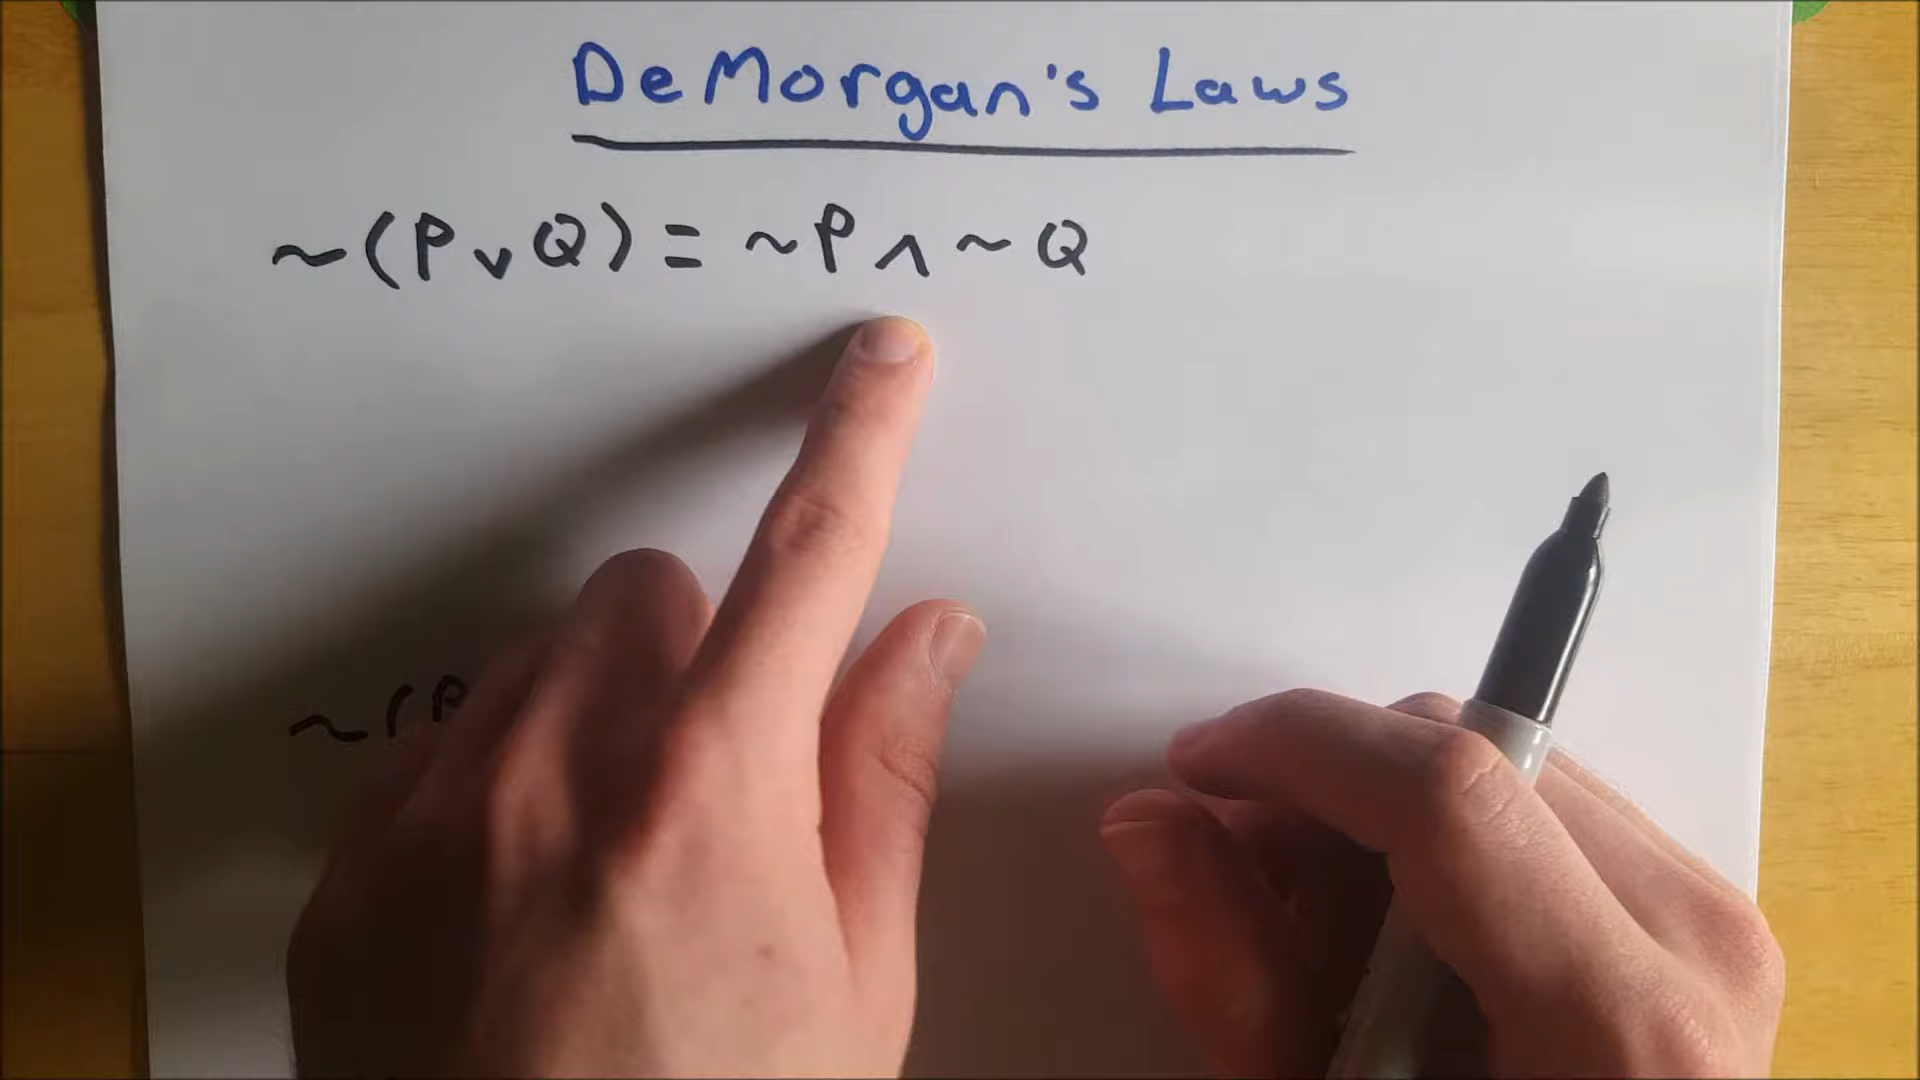 DeMorgan's Laws
~(P∨Q) = ~P ∧ ~Q
~(P